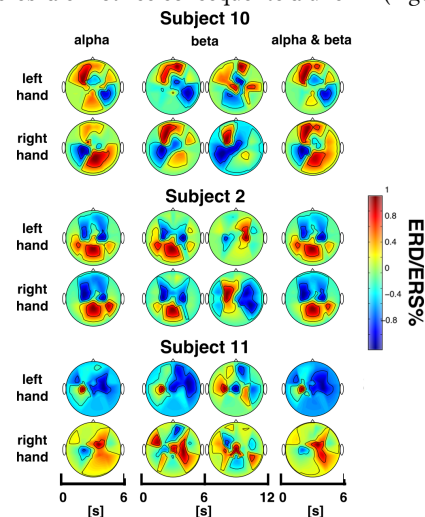 Subject 10
alpha beta alpha & beta
left
hand
right
hand
Subject 2
left
hand
right
hand
1
0.8
0.4
0
-0.4
-0.8
ERD/ERS%
Subject 11
left
hand
right
hand
0 6 0 6 12 0 6
[s] [s] [s]